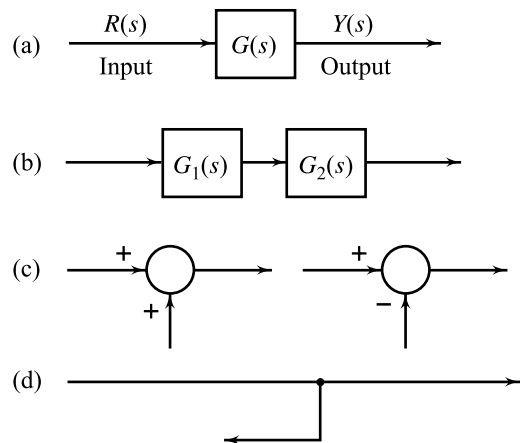 R(s) Y(s)
(a) G(s)
Input Output
(b) G₁(s) G₂(s)
+ +
(c)
+ −
(d)